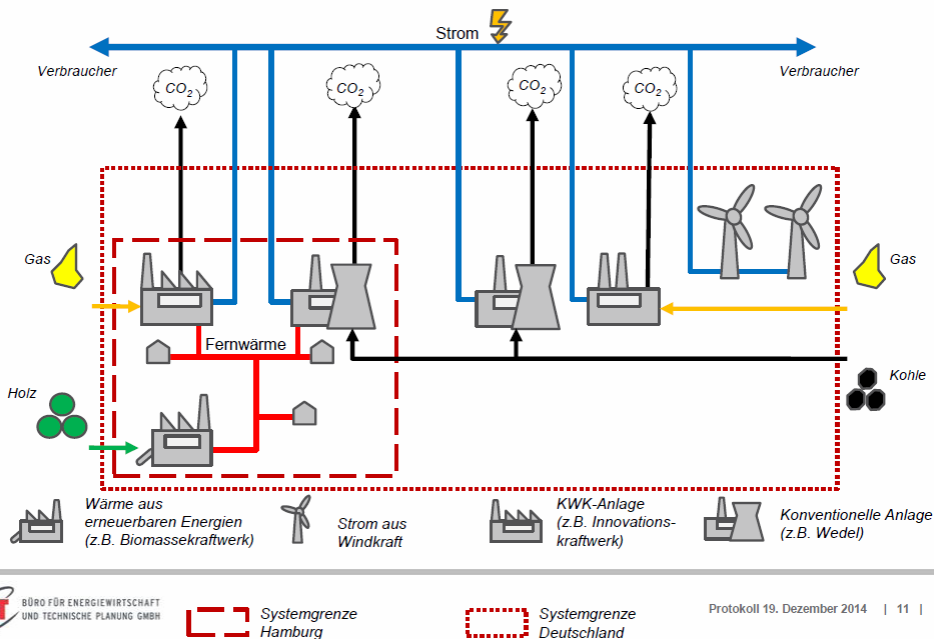 Strom
Verbraucher
Verbraucher
CO2
CO2
CO2
CO2
Gas
Gas
Fernwärme
Holz
Kohle
Wärme aus
erneuerbaren Energien
(z.B. Biomassekraftwerk)
Strom aus
Windkraft
KWK-Anlage
(z.B. Innovations-
kraftwerk)
Konventionelle Anlage
(z.B. Wedel)
BÜRO FÜR ENERGIEWIRTSCHAFT
UND TECHNISCHE PLANUNG GMBH
Systemgrenze
Hamburg
Systemgrenze
Deutschland
Protokoll 19. Dezember 2014 | 11 |